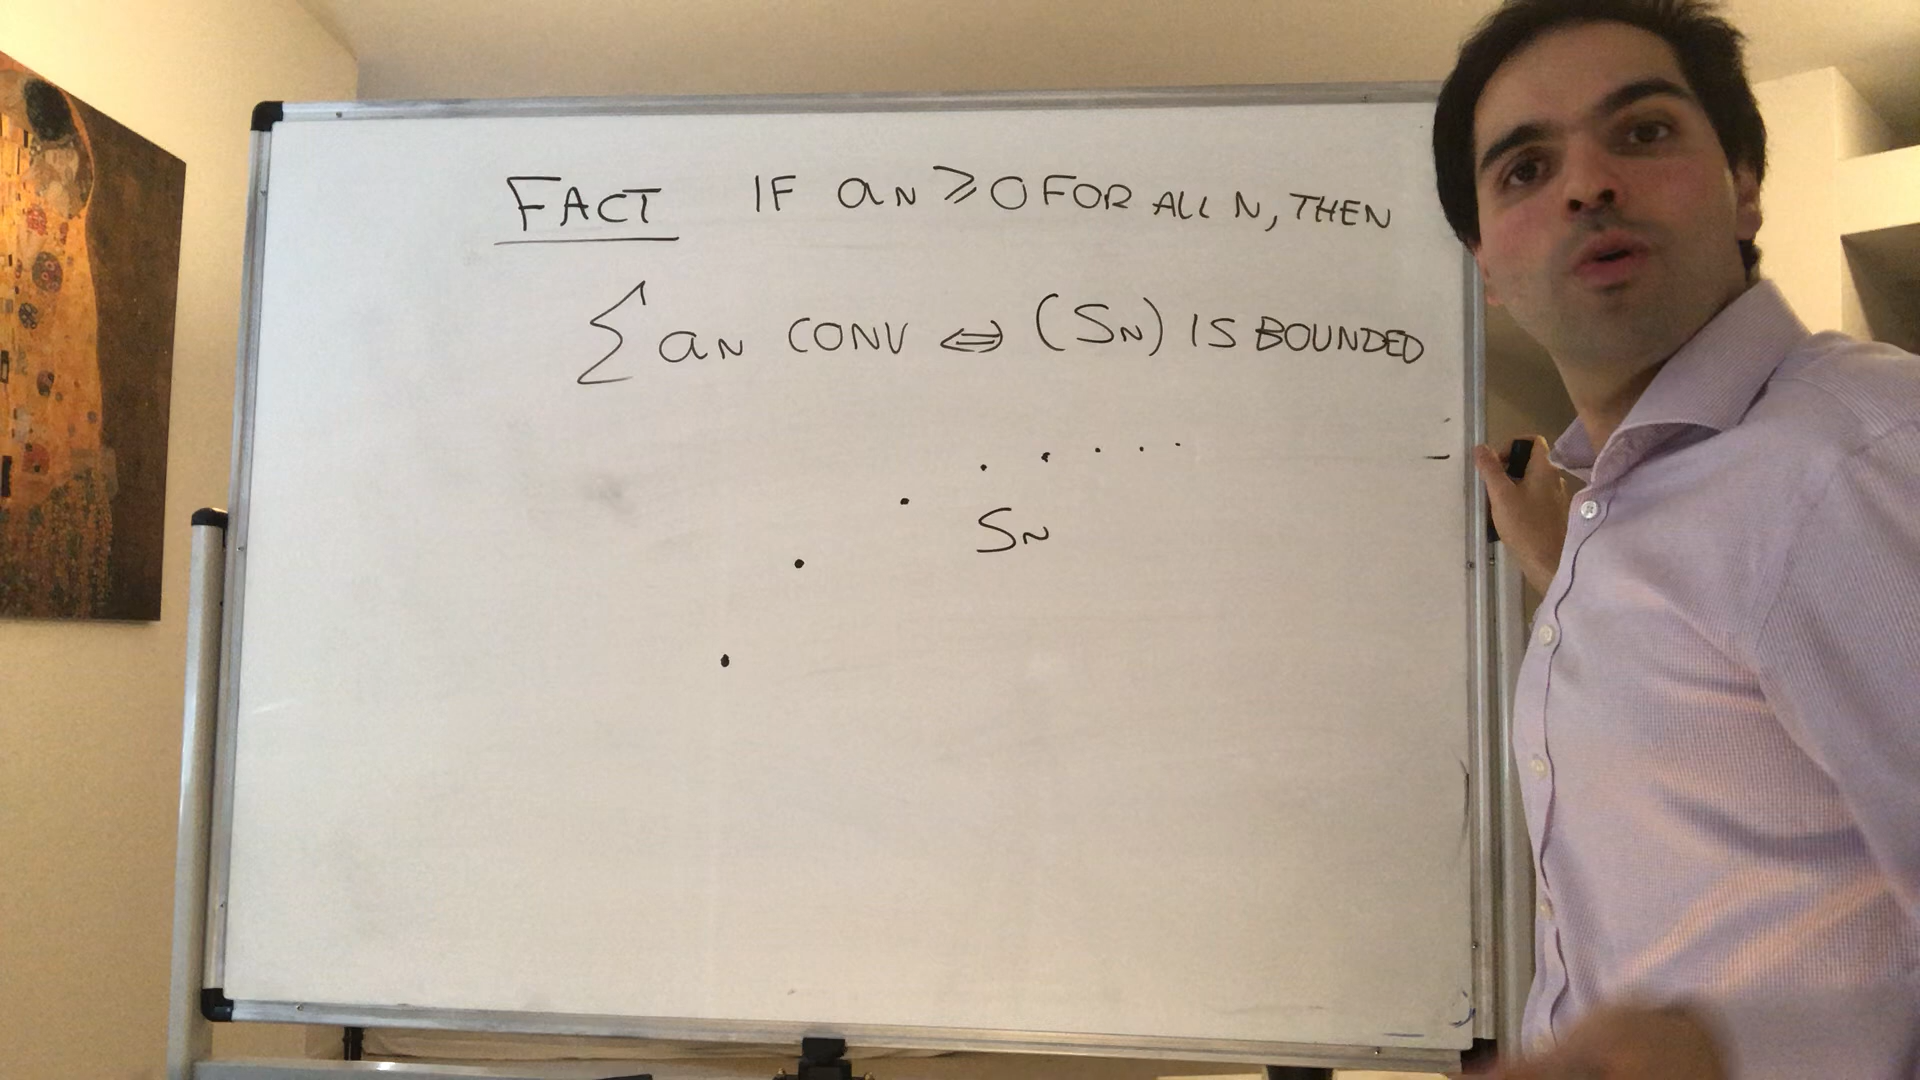 FACT IF aN ≥ 0 FOR ALL N, THEN
∑ aN CONV ⇔ (SN) IS BOUNDED
SN